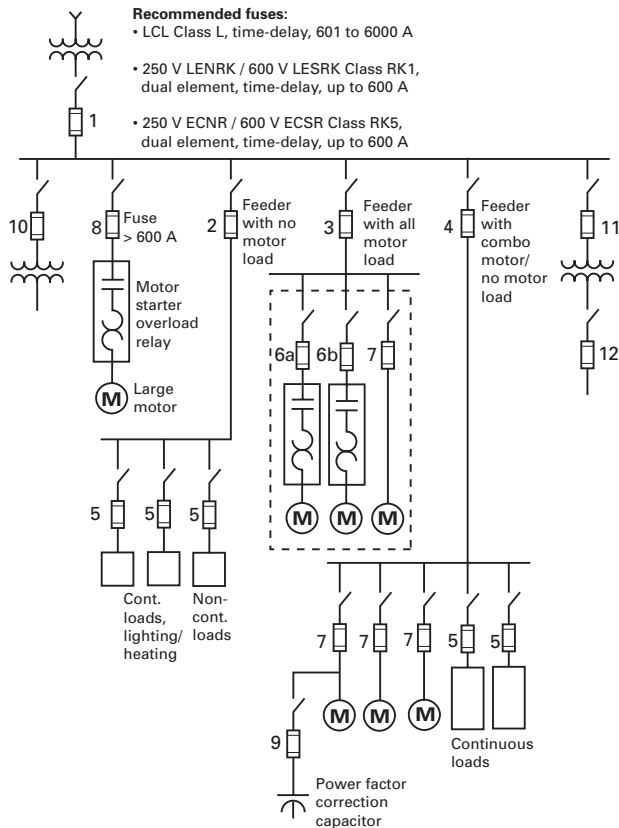 Recommended fuses:
• LCL Class L, time-delay, 601 to 6000 A
• 250 V LENRK / 600 V LESRK Class RK1,
dual element, time-delay, up to 600 A
• 250 V ECNR / 600 V ECSR Class RK5,
dual element, time-delay, up to 600 A
1
10
8
Fuse
> 600 A
2
Feeder
with no
motor
load
3
Feeder
with all
motor
load
4
Feeder
with
combo
motor/
no motor
load
11
12
Motor
starter
overload
relay
M
Large
motor
6a
6b
7
M
M
M
5
5
5
Cont.
loads,
lighting/
heating
Non-
cont.
loads
7
7
7
5
5
M
M
M
9
Continuous
loads
Power factor
correction
capacitor